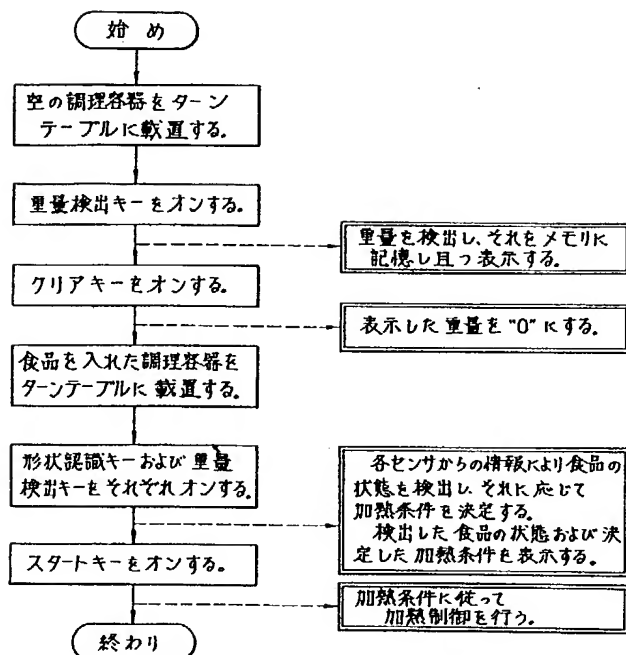 始め
空の調理容器をターン
テーブルに載置する。
重量検出キーをオンする。
重量を検出し、それをメモリに
記憶し且つ表示する。
クリアキーをオンする。
表示した重量を"0"にする。
食品を入れた調理容器を
ターンテーブルに載置する。
形状認識キーおよび重量
検出キーをそれぞれオンする。
各センサからの情報により食品の
状態を検出し、それに応じて
加熱条件を決定する。
検出した食品の状態および決
定した加熱条件を表示する。
スタートキーをオンする。
加熱条件に従って
加熱制御を行う。
終わり